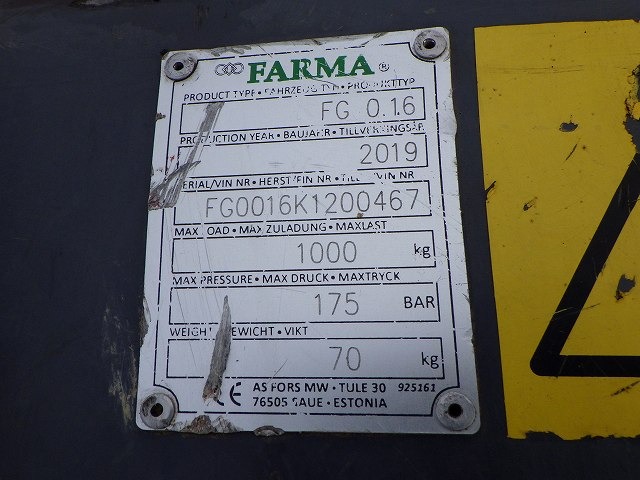 FARMA ®
PRODUCT TYPE • FAHRZEUG TYP • PRODUKTTYP
FG 0.16
PRODUCTION YEAR • BAUJAHR • TILLVERKNINGSÅR
2019
SERIAL/VIN NR • HERST/FIN NR • TILL /VIN NR
FG0016K1200467
MAX LOAD • MAX ZULADUNG • MAXLAST
1000 kg
MAX PRESSURE • MAX DRUCK • MAXTRYCK
175 BAR
WEIGHT • GEWICHT • VIKT
70 kg
CE AS FORS MW • TULE 30 925161
76505 SAUE • ESTONIA